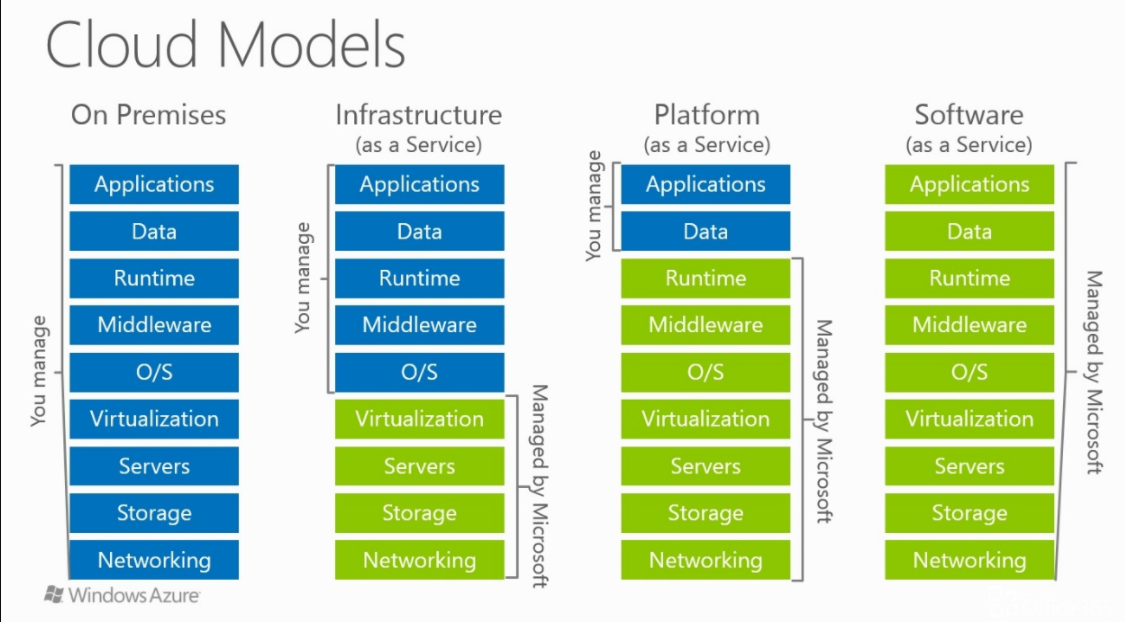 Cloud Models
On Premises
You manage
Applications
Data
Runtime
Middleware
O/S
Virtualization
Servers
Storage
Networking
Infrastructure
(as a Service)
You manage
Applications
Data
Runtime
Middleware
O/S
Virtualization
Servers
Storage
Networking
Managed by Microsoft
Platform
(as a Service)
You manage
Applications
Data
Runtime
Middleware
O/S
Virtualization
Servers
Storage
Networking
Managed by Microsoft
Software
(as a Service)
Applications
Data
Runtime
Middleware
O/S
Virtualization
Servers
Storage
Networking
Managed by Microsoft
Windows Azure